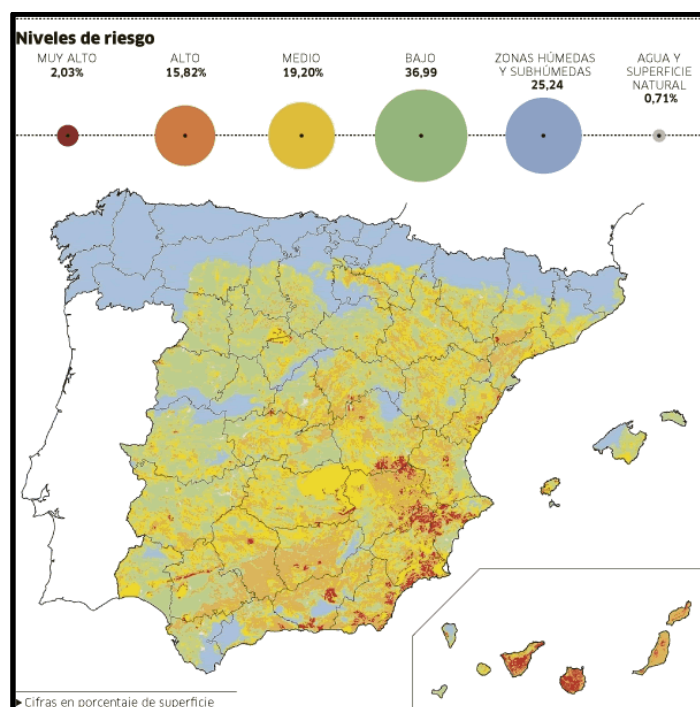 Niveles de riesgo
MUY ALTO
2,03%
ALTO
15,82%
MEDIO
19,20%
BAJO
36,99
ZONAS HÚMEDAS
Y SUBHÚMEDAS
25,24
AGUA Y
SUPERFICIE
NATURAL
0,71%
Cifras en porcentaje de superficie